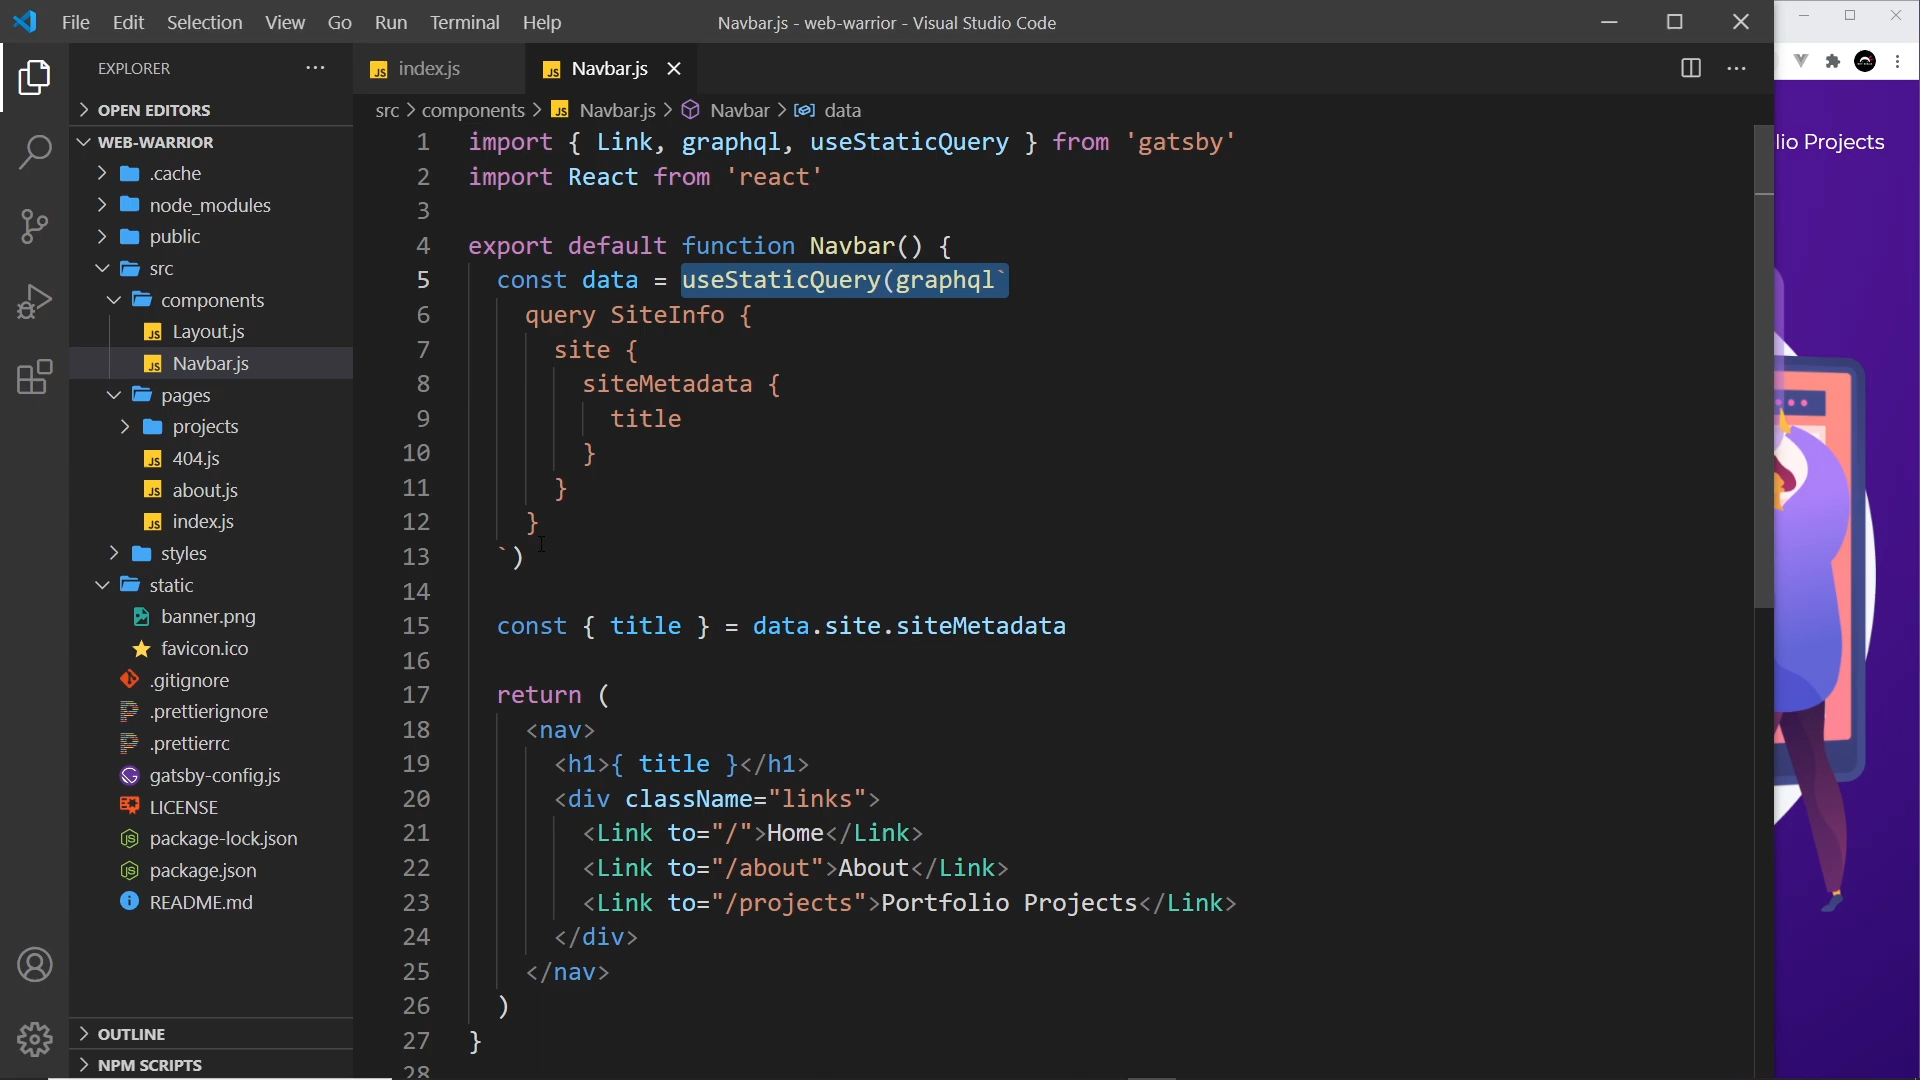 File Edit Selection View Go Run Terminal Help
Navbar.js - web-warrior - Visual Studio Code
EXPLORER
OPEN EDITORS
WEB-WARRIOR
.cache
node_modules
public
src
components
Layout.js
Navbar.js
pages
projects
404.js
about.js
index.js
styles
static
banner.png
favicon.ico
.gitignore
.prettierignore
.prettierrc
gatsby-config.js
LICENSE
package-lock.json
package.json
README.md
OUTLINE
NPM SCRIPTS
JS index.js JS Navbar.js
src > components > JS Navbar.js > Navbar > data
1 import { Link, graphql, useStaticQuery } from 'gatsby'
2 import React from 'react'
3
4 export default function Navbar() {
5 const data = useStaticQuery(graphql`
6 query SiteInfo {
7 site {
8 siteMetadata {
9 title
10 }
11 }
12 }
13 `)
14
15 const { title } = data.site.siteMetadata
16
17 return (
18 <nav>
19 <h1>{ title }</h1>
20 <div className="links">
21 <Link to="/">Home</Link>
22 <Link to="/about">About</Link>
23 <Link to="/projects">Portfolio Projects</Link>
24 </div>
25 </nav>
26 )
27 }
28
lio Projects